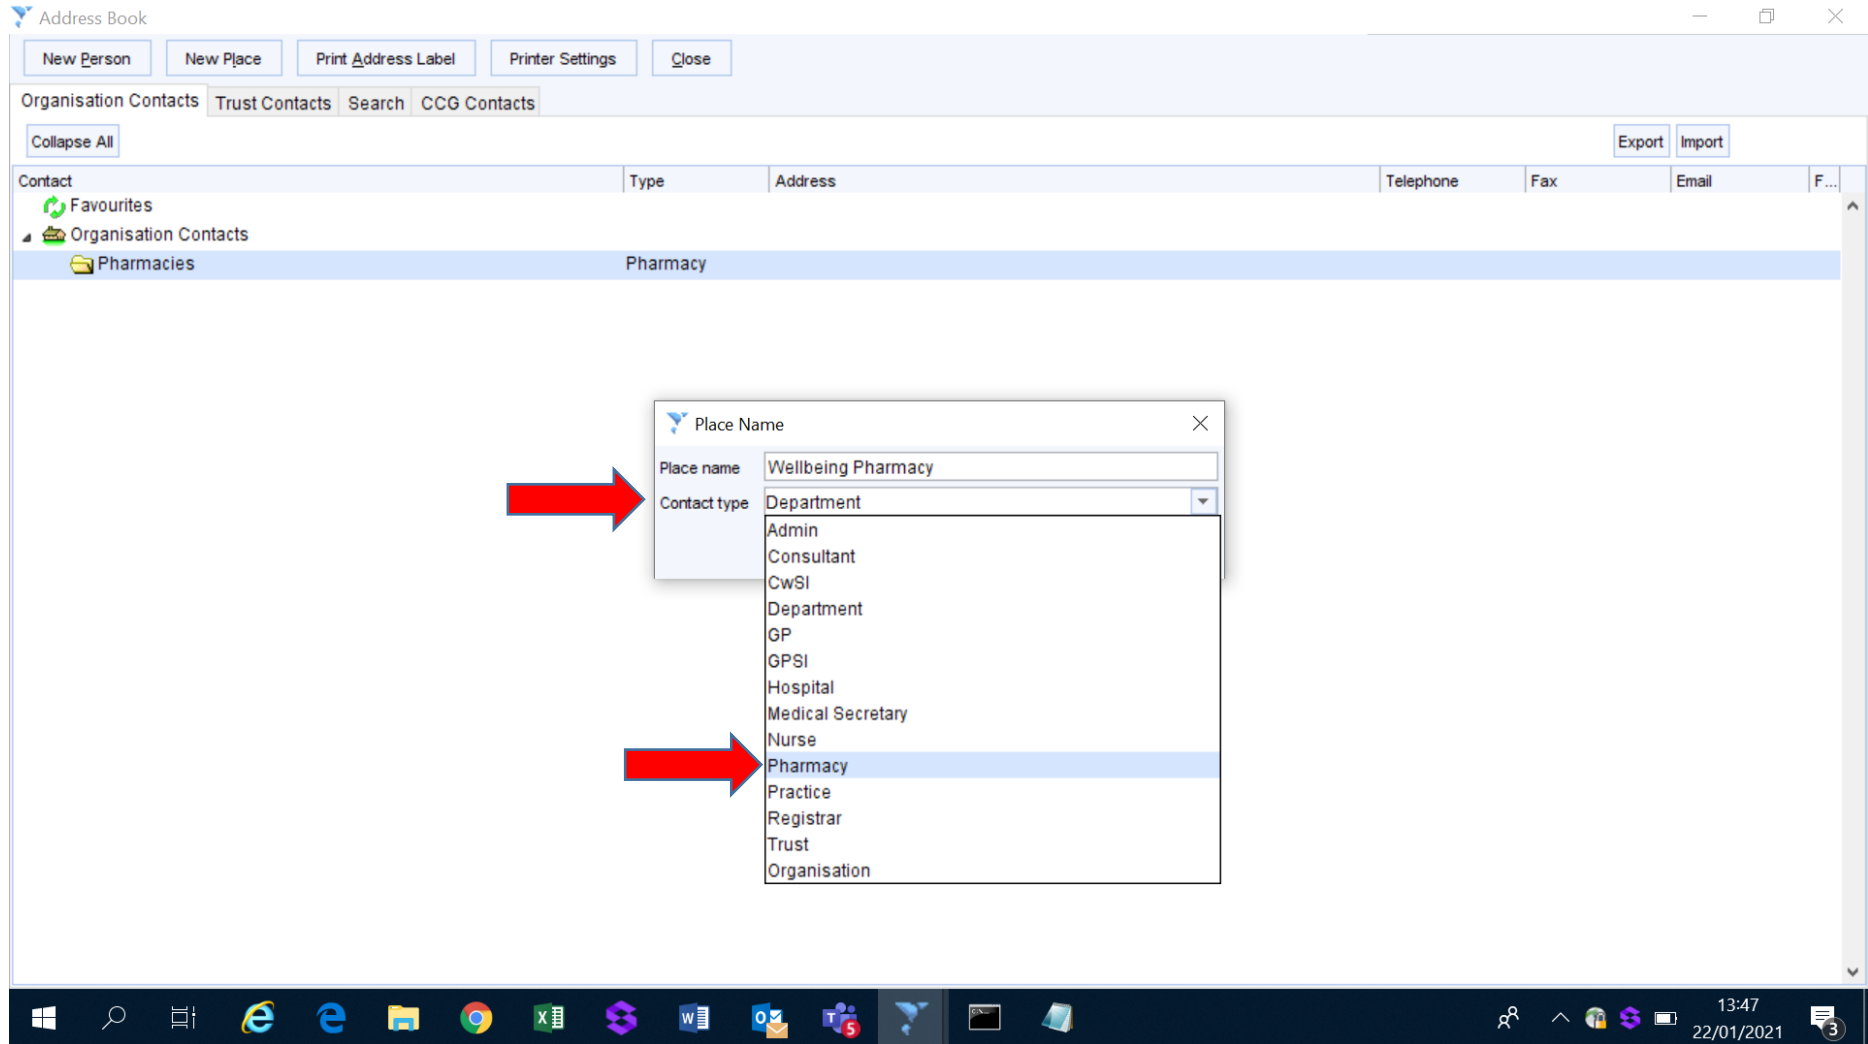 Address Book
New Person New Place Print Address Label Printer Settings Close
Organisation Contacts Trust Contacts Search CCG Contacts
Collapse All Export Import
Contact Type Address Telephone Fax Email F...
Favourites
Organisation Contacts
Pharmacies Pharmacy
Place Name
Place name Wellbeing Pharmacy
Contact type Department
Admin
Consultant
CwSI
Department
GP
GPSI
Hospital
Medical Secretary
Nurse
Pharmacy
Practice
Registrar
Trust
Organisation
13:47
22/01/2021
5
3